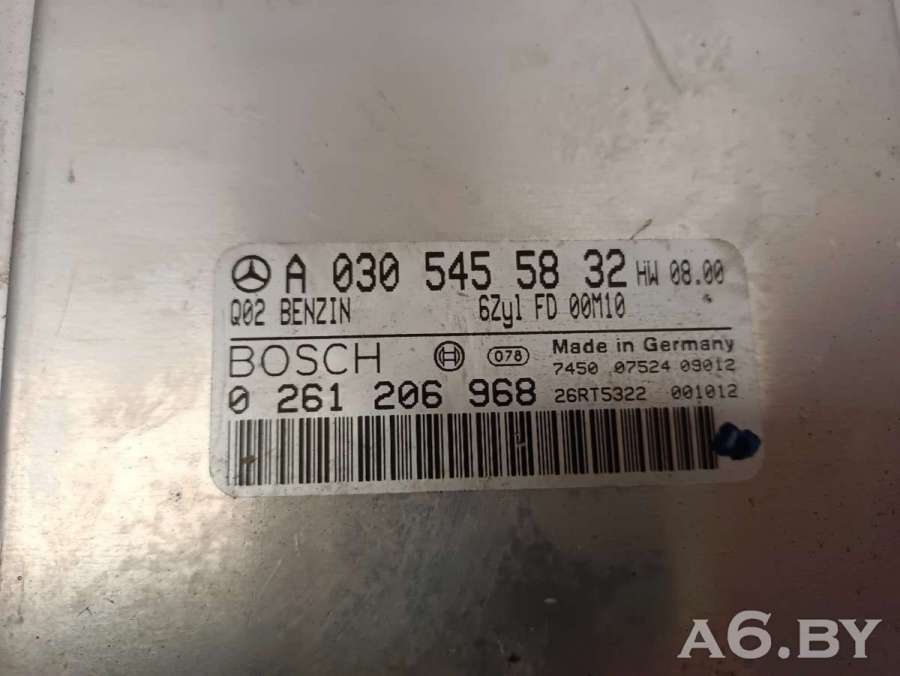 A 030 545 58 32 HW 08.00
Q02 BENZIN 6Zyl FD 00M10
BOSCH 078 Made in Germany
7450 07524 09012
0 261 206 968 26RT5322 001012
A6.BY